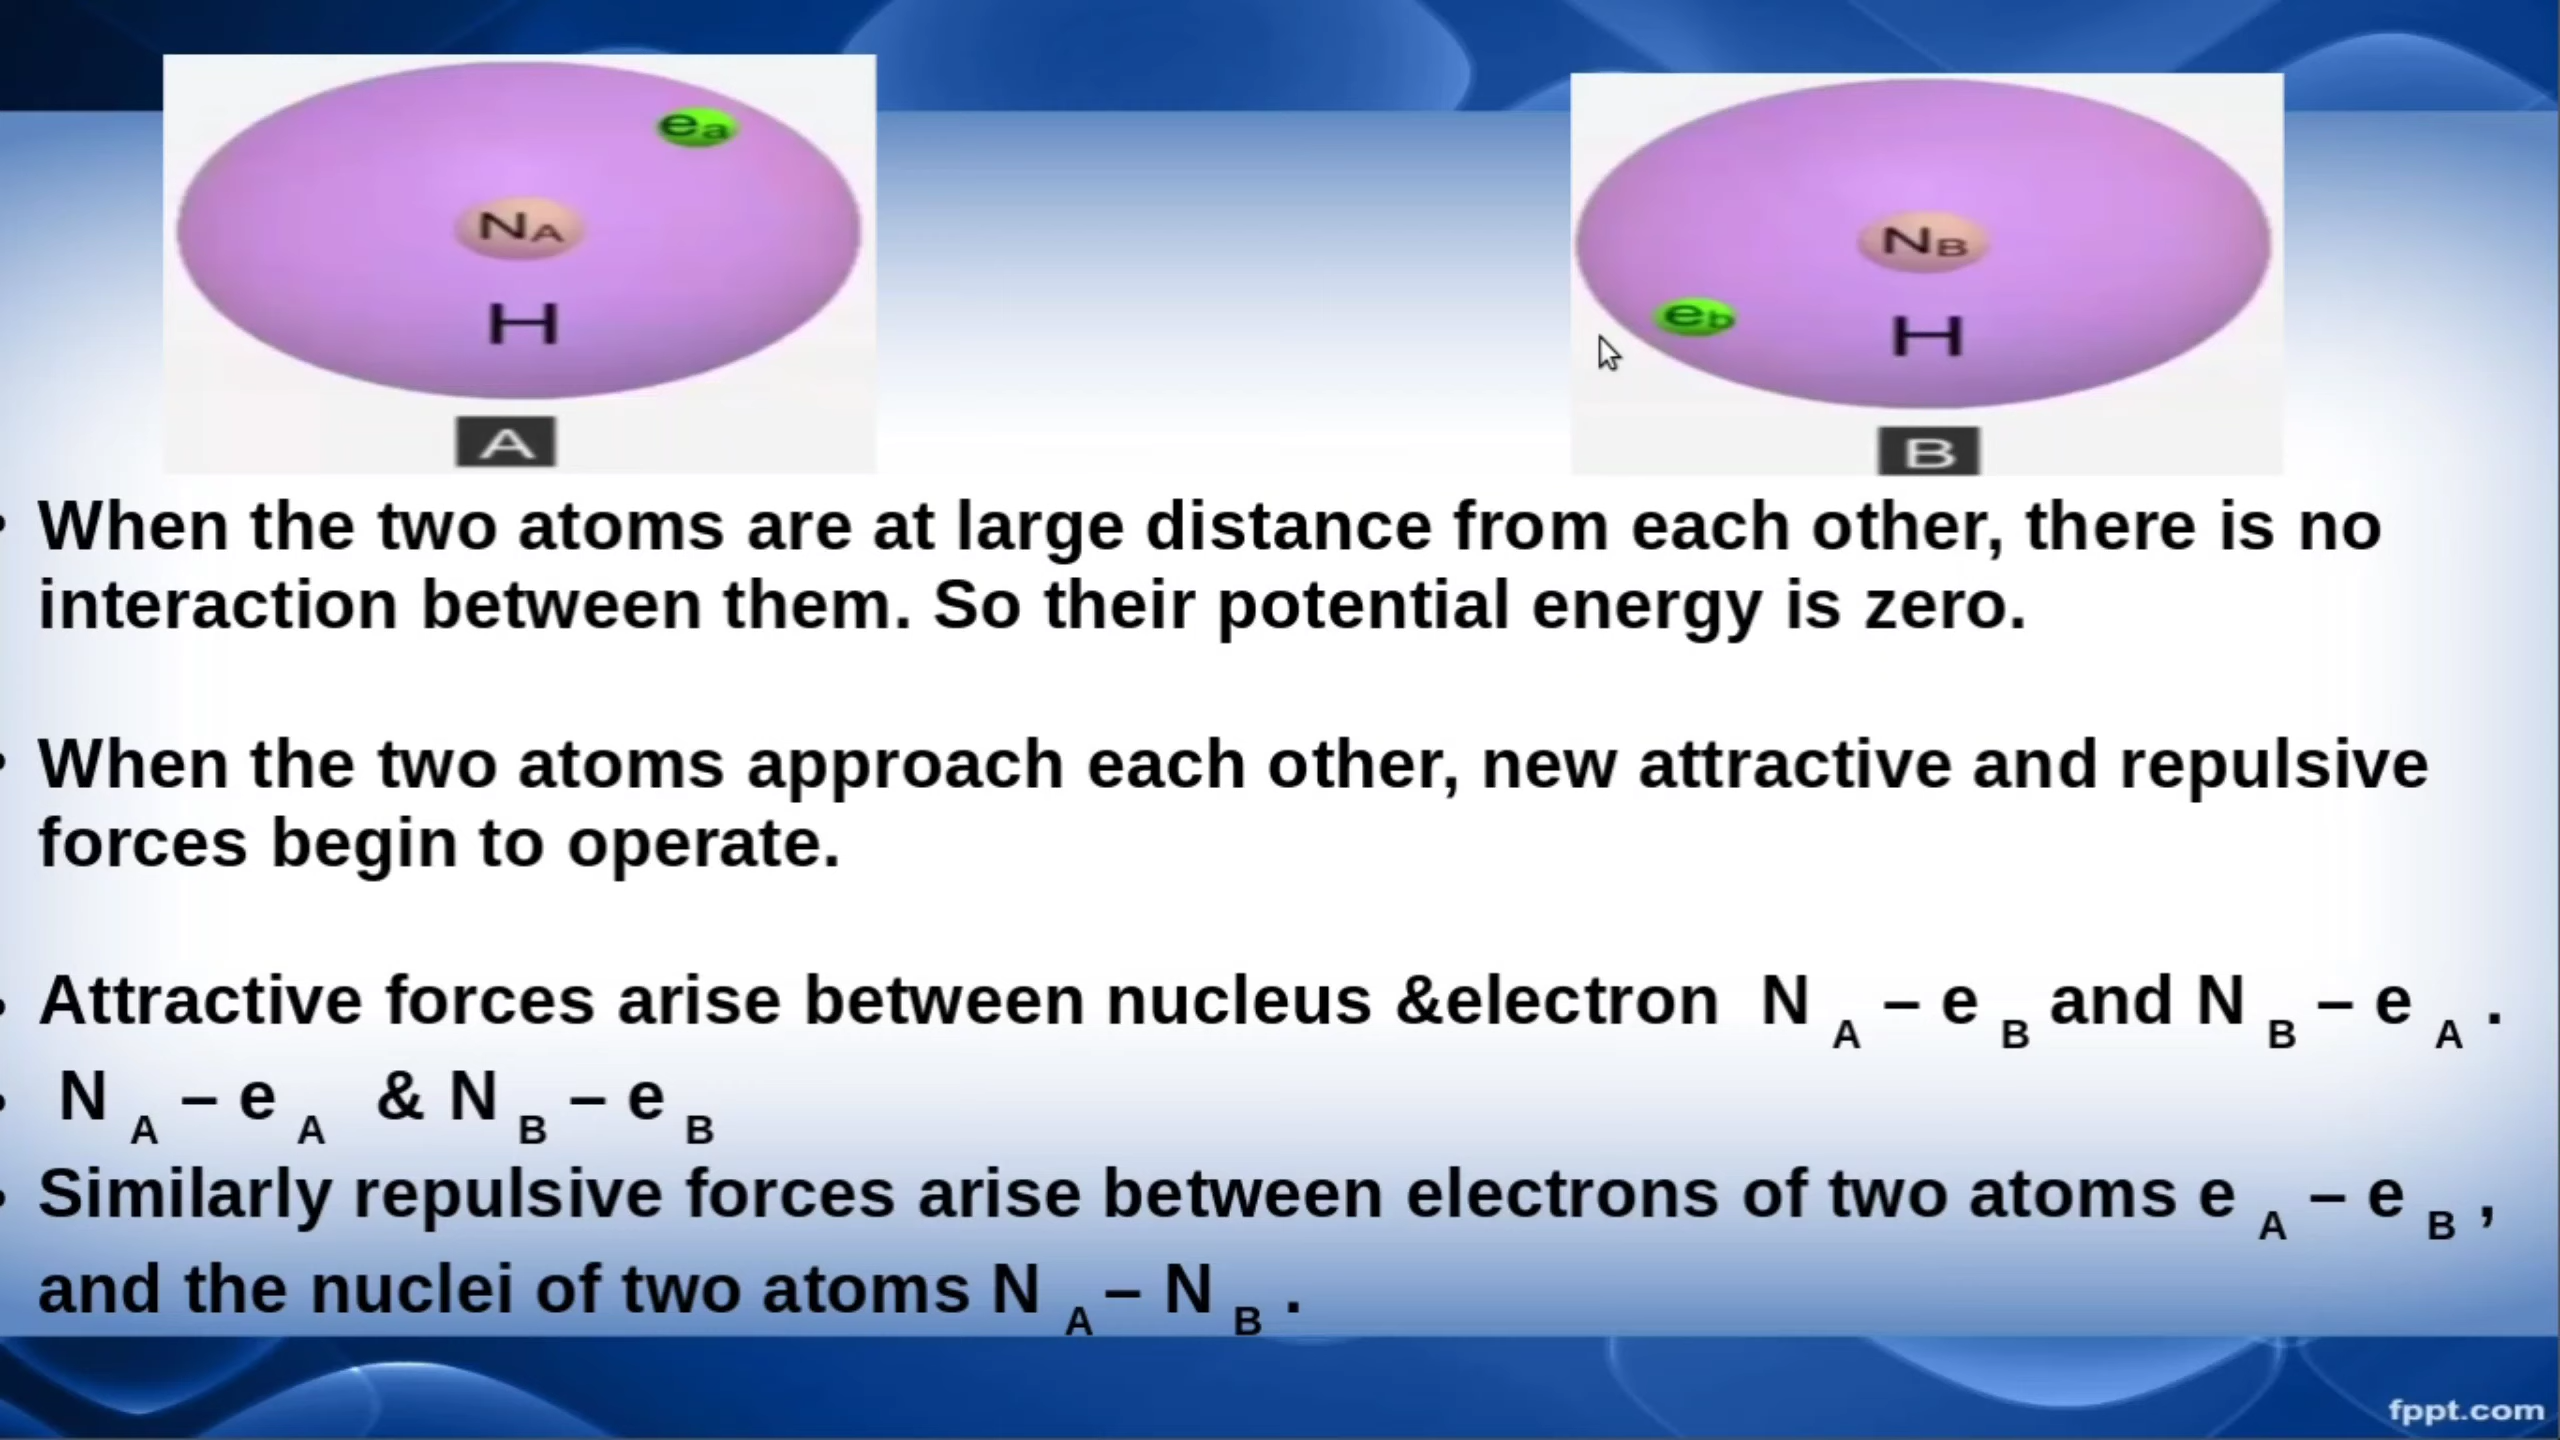 ea
NA
H
A
eb
NB
H
B
• When the two atoms are at large distance from each other, there is no
interaction between them. So their potential energy is zero.
• When the two atoms approach each other, new attractive and repulsive
forces begin to operate.
• Attractive forces arise between nucleus &electron N A – e B and N B – e A .
• N A – e A & N B – e B
• Similarly repulsive forces arise between electrons of two atoms e A – e B ,
and the nuclei of two atoms N A – N B .
fppt.com